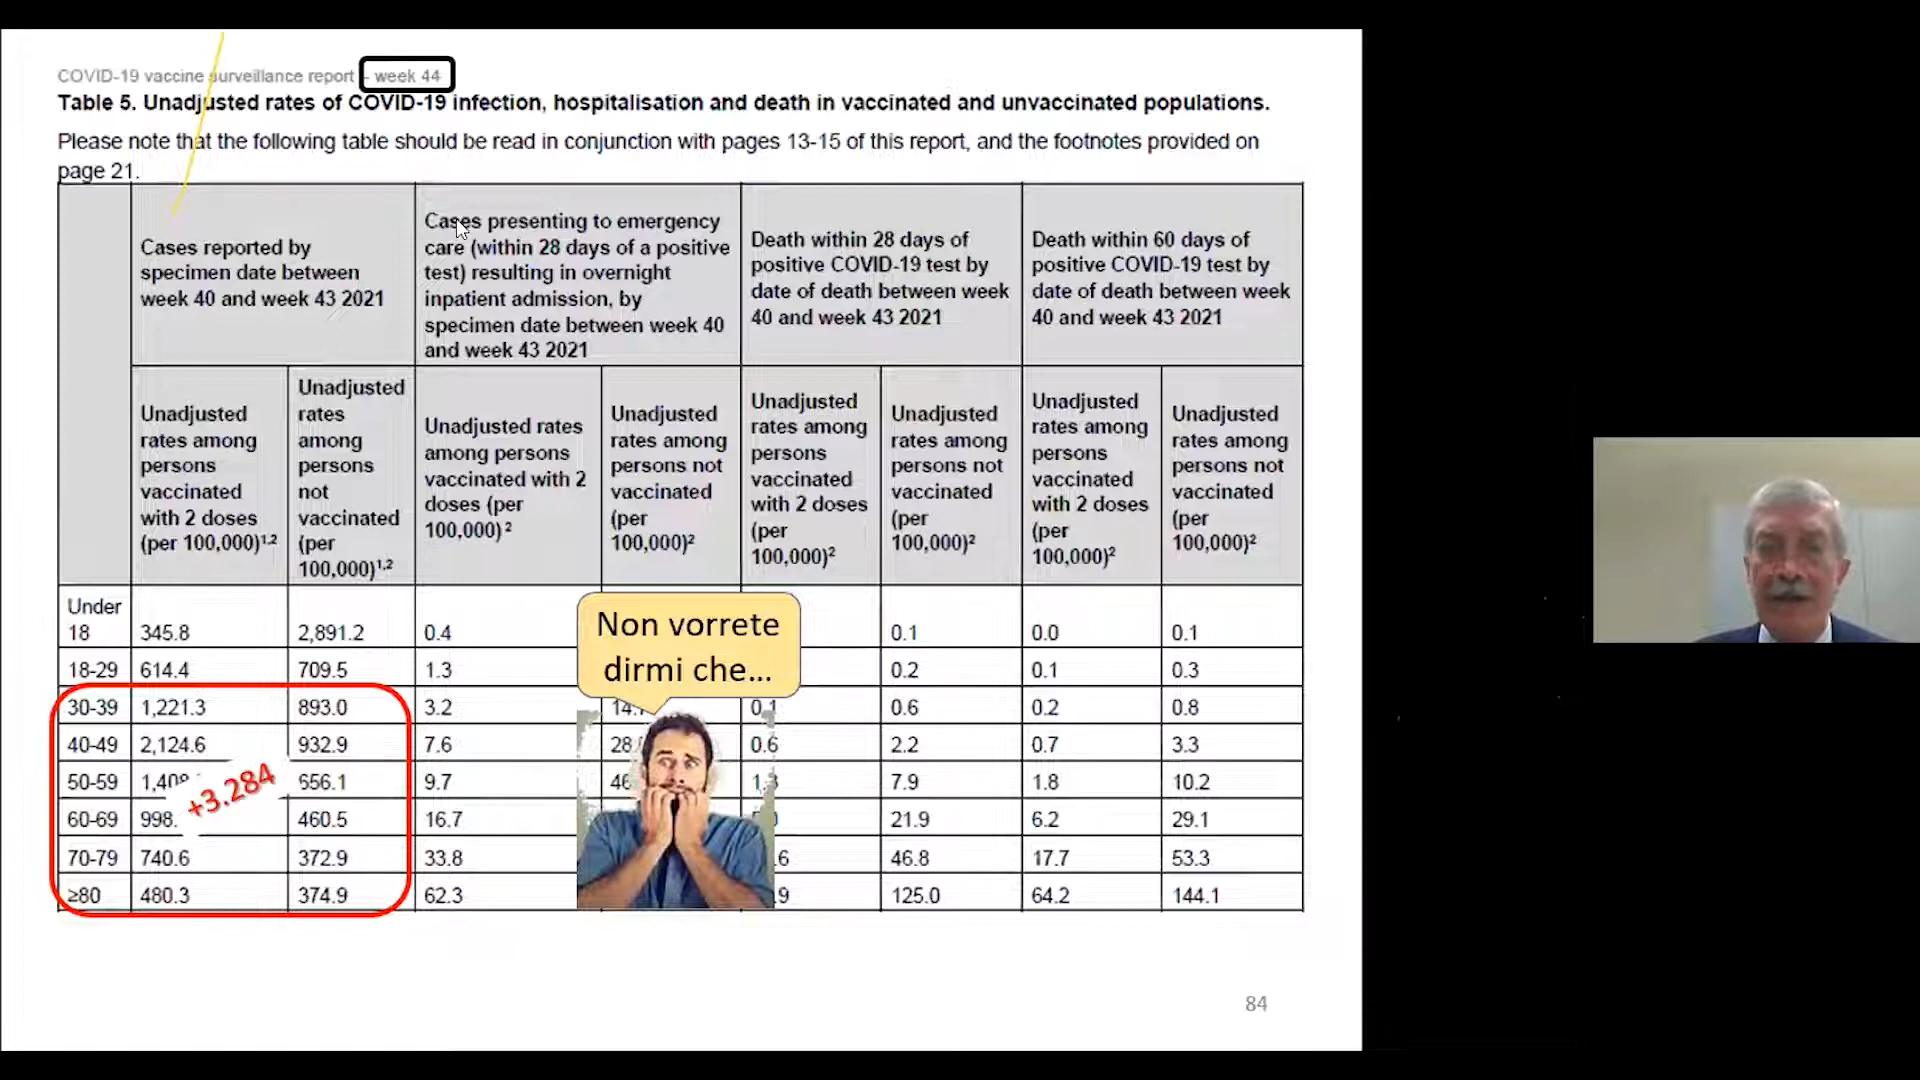 COVID-19 vaccine surveillance report - week 44
Table 5. Unadjusted rates of COVID-19 infection, hospitalisation and death in vaccinated and unvaccinated populations.
Please note that the following table should be read in conjunction with pages 13-15 of this report, and the footnotes provided on
page 21.
Cases reported by
specimen date between
week 40 and week 43 2021
Cases presenting to emergency
care (within 28 days of a positive
test) resulting in overnight
inpatient admission, by
specimen date between week 40
and week 43 2021
Death within 28 days of
positive COVID-19 test by
date of death between week
40 and week 43 2021
Death within 60 days of
positive COVID-19 test by
date of death between week
40 and week 43 2021
Unadjusted
rates among
persons
vaccinated
with 2 doses
(per 100,000)1,2
Unadjusted
rates
among
persons
not
vaccinated
(per
100,000)1,2
Unadjusted rates
among persons
vaccinated with 2
doses (per
100,000) 2
Unadjusted
rates among
persons not
vaccinated
(per
100,000)2
Unadjusted
rates among
persons
vaccinated
with 2 doses
(per
100,000)2
Unadjusted
rates among
persons not
vaccinated
(per
100,000)2
Unadjusted
rates among
persons
vaccinated
with 2 doses
(per
100,000)2
Unadjusted
rates among
persons not
vaccinated
(per
100,000)2
Under
18 345.8 2,891.2 0.4 0.1 0.0 0.1
18-29 614.4 709.5 1.3 0.2 0.1 0.3
30-39 1,221.3 893.0 3.2 0.1 0.6 0.2 0.8
40-49 2,124.6 932.9 7.6 0.6 2.2 0.7 3.3
50-59 656.1 9.7 7.9 1.8 10.2
60-69 460.5 16.7 21.9 6.2 29.1
70-79 740.6 372.9 33.8 46.8 17.7 53.3
≥80 480.3 374.9 62.3 125.0 64.2 144.1
+3.284
Non vorrete
dirmi che...
84